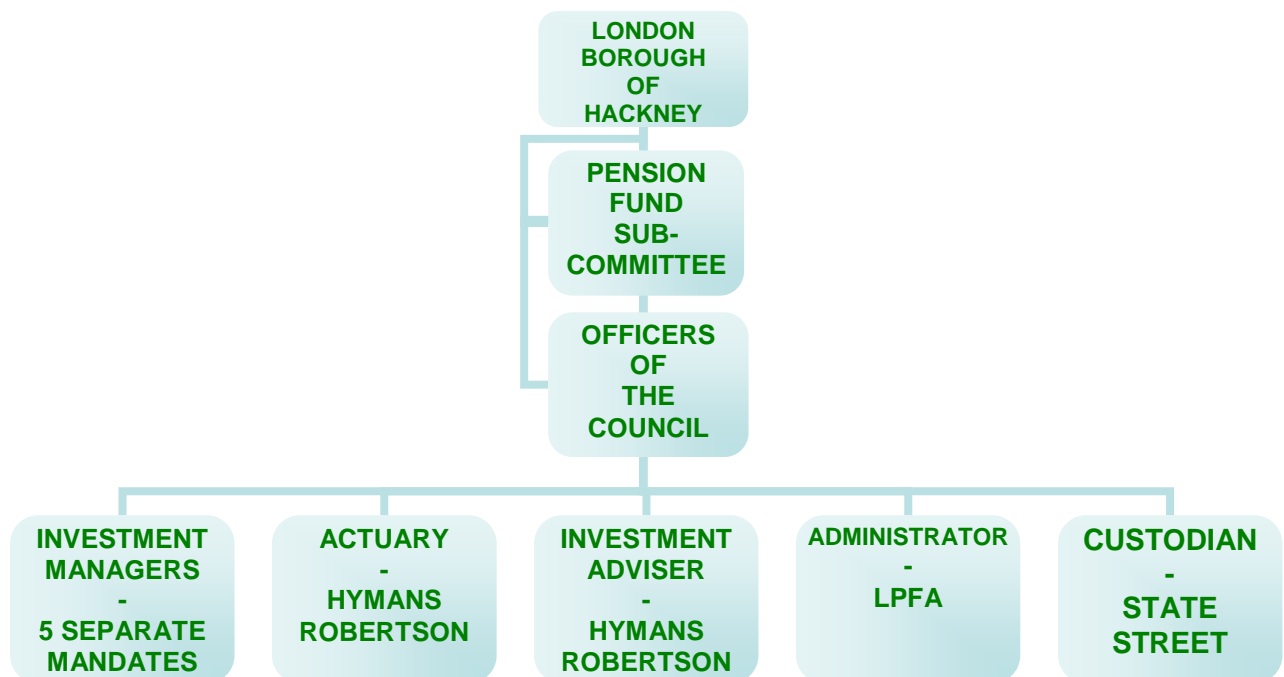 LONDON
BOROUGH
OF
HACKNEY
PENSION
FUND
SUB-
COMMITTEE
OFFICERS
OF
THE
COUNCIL
INVESTMENT
MANAGERS
-
5 SEPARATE
MANDATES
ACTUARY
-
HYMANS
ROBERTSON
INVESTMENT
ADVISER
-
HYMANS
ROBERTSON
ADMINISTRATOR
-
LPFA
CUSTODIAN
-
STATE
STREET